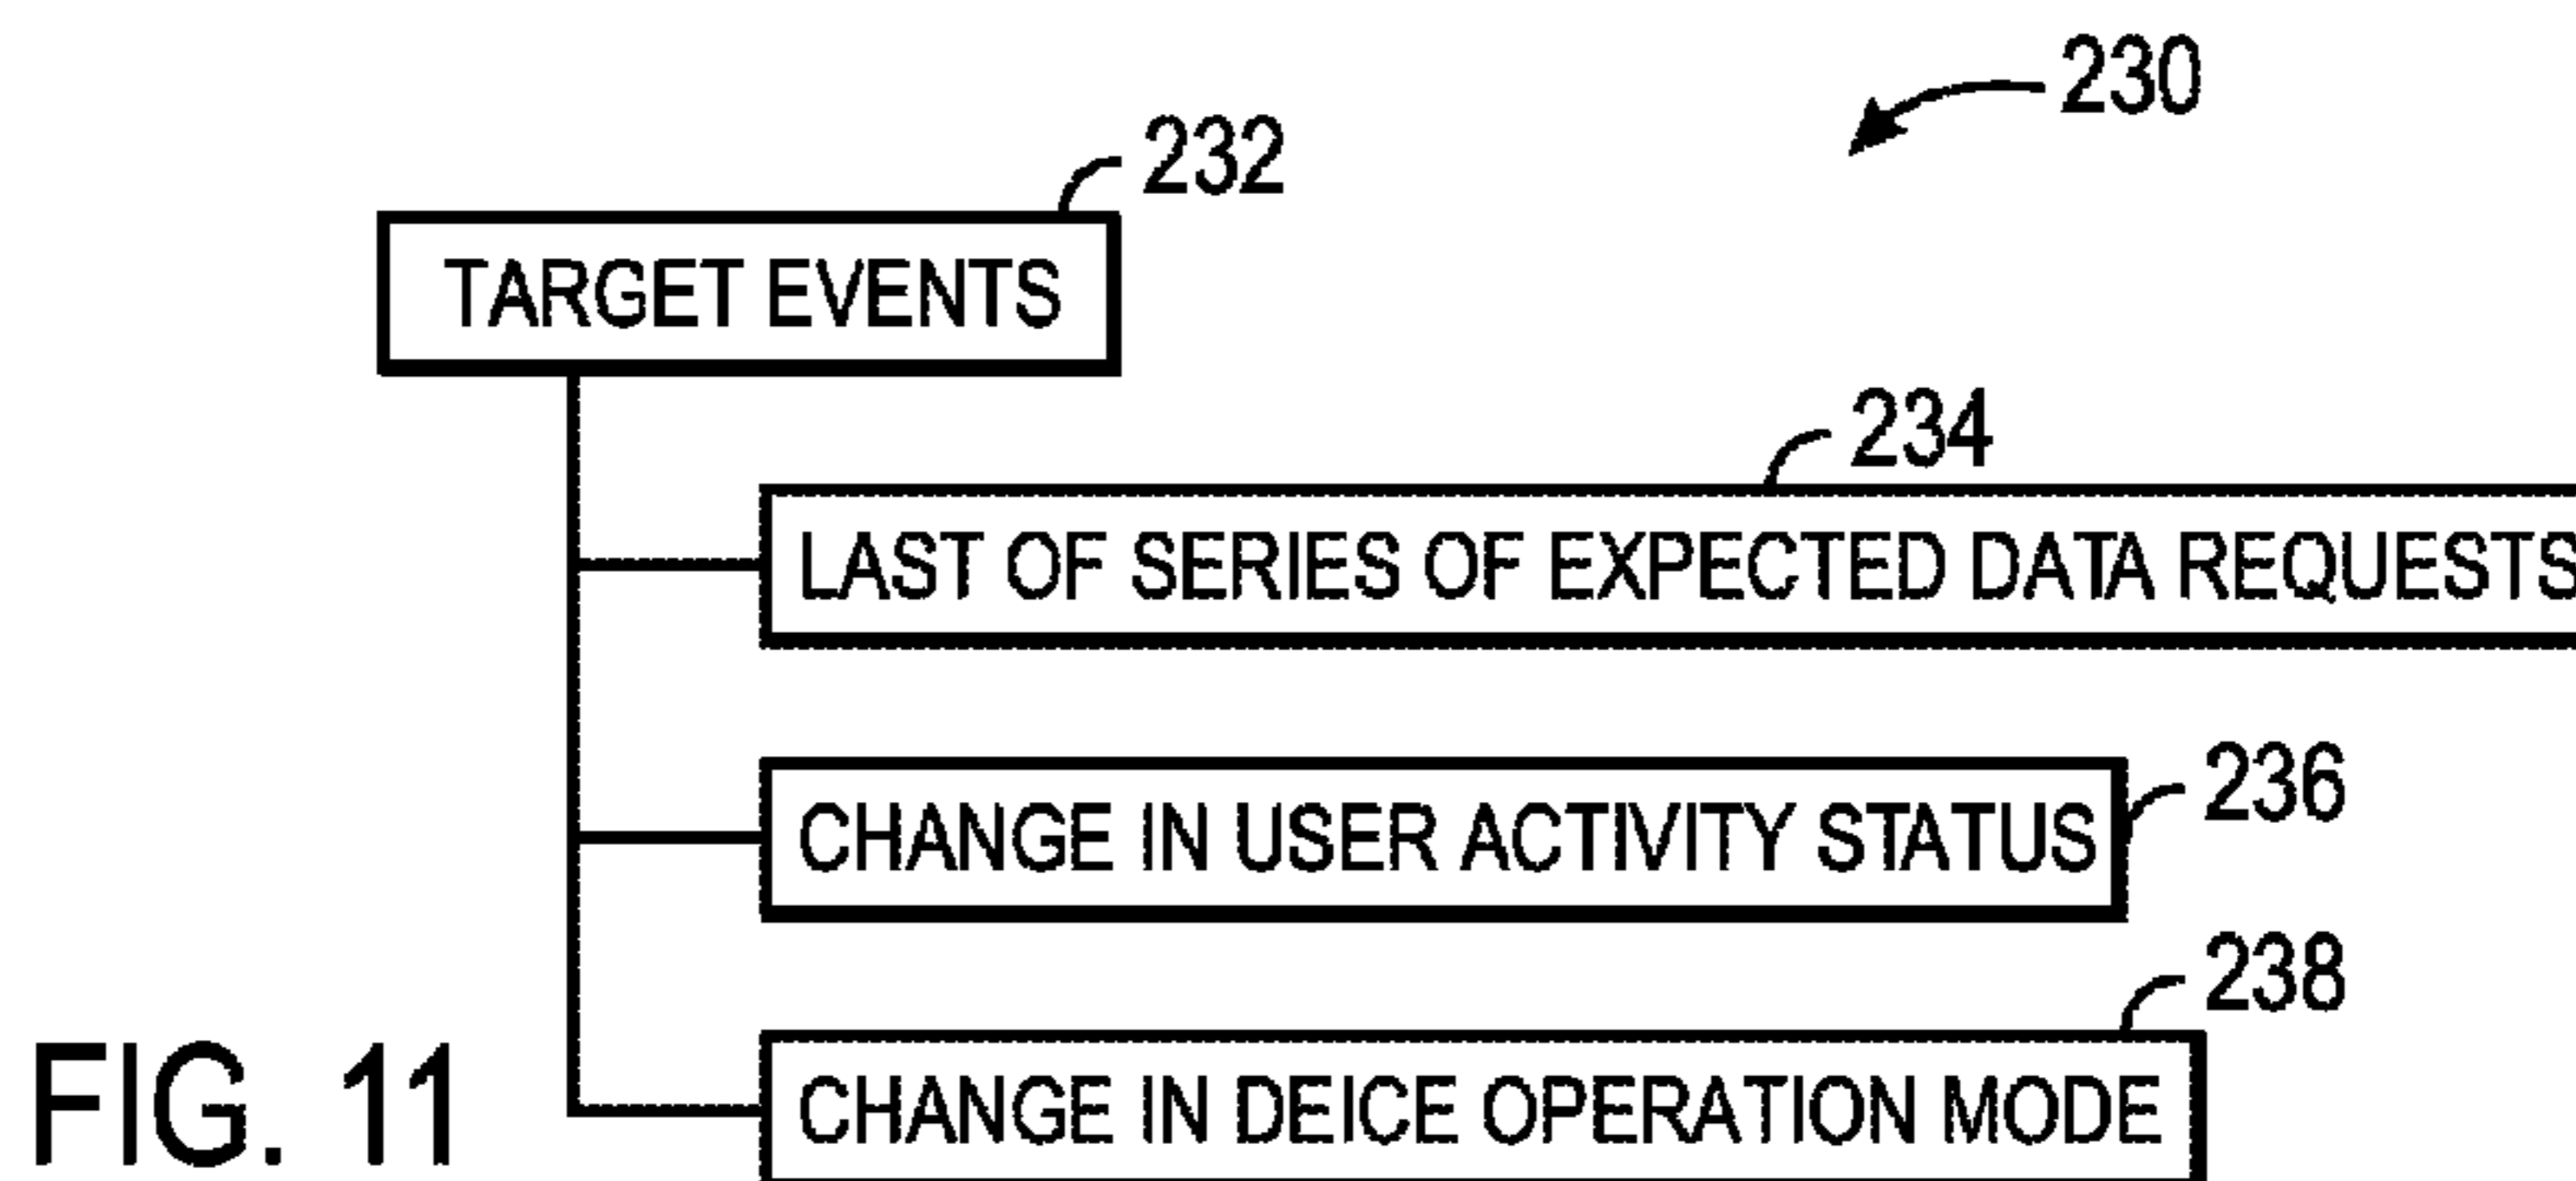 230
232
TARGET EVENTS
234
LAST OF SERIES OF EXPECTED DATA REQUESTS
236
CHANGE IN USER ACTIVITY STATUS
238
CHANGE IN DEICE OPERATION MODE
FIG. 11